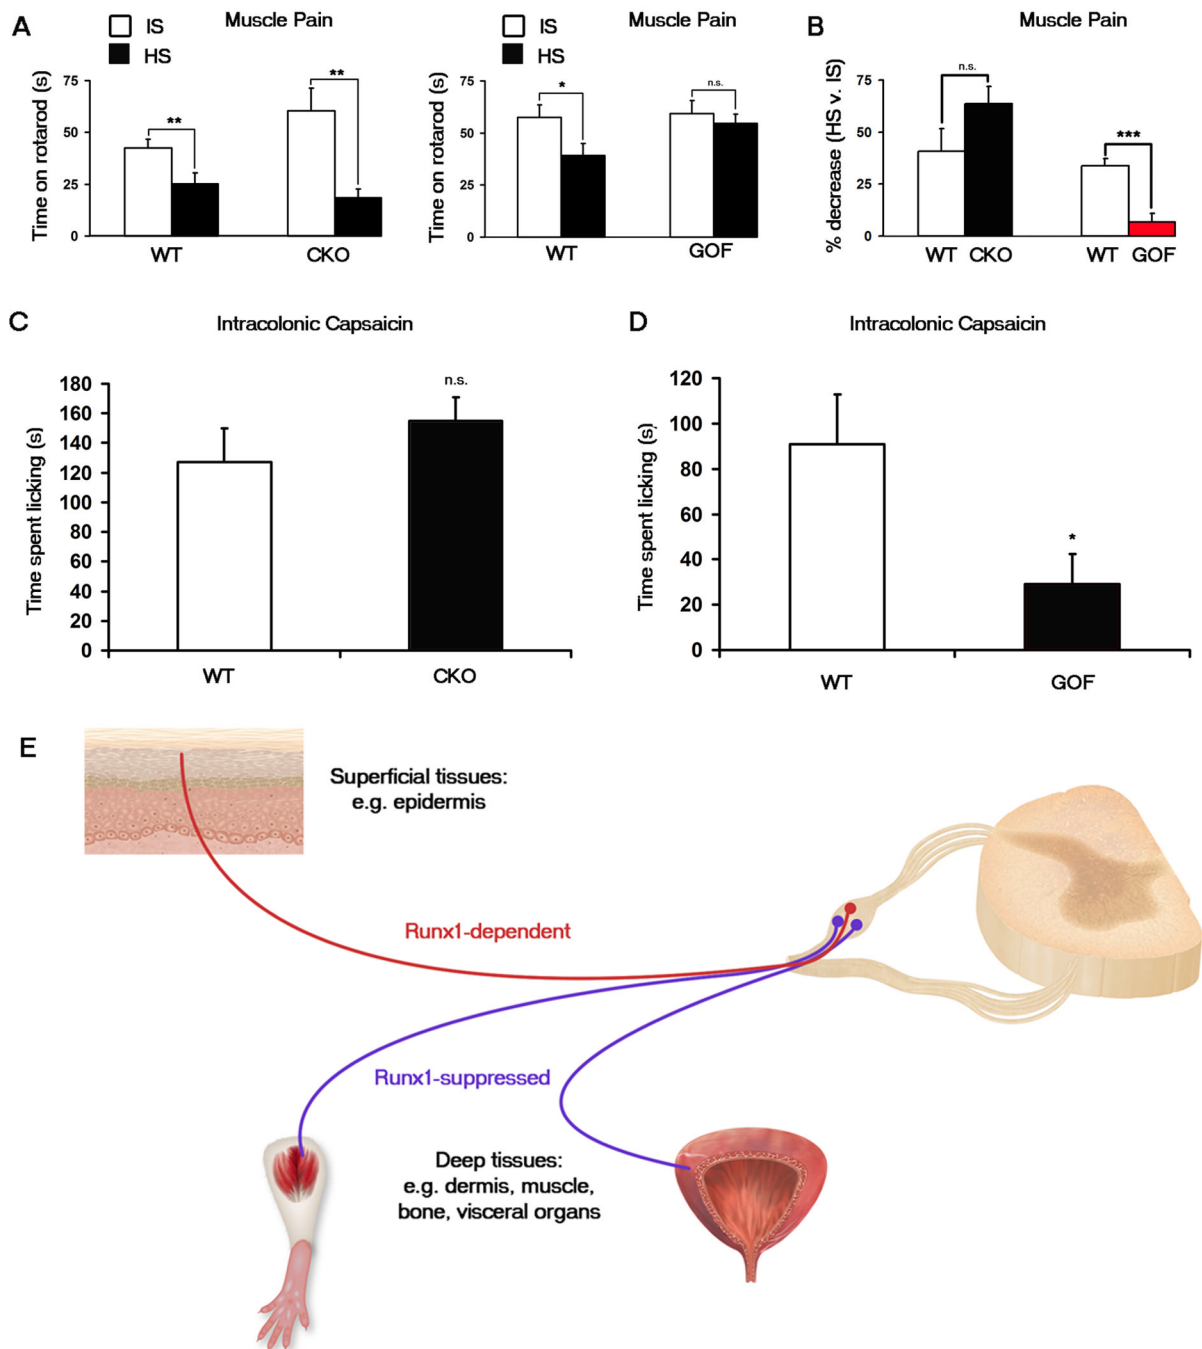 A
IS
HS
Muscle Pain
Time on rotarod (s)
75
50
25
0
**
**
WT
CKO
IS
HS
Muscle Pain
Time on rotarod (s)
75
50
25
0
*
n.s.
WT
GOF
B
Muscle Pain
% decrease (HS v. IS)
75
50
25
0
n.s.
***
WT CKO
WT GOF
C
Intracolonic Capsaicin
Time spent licking (s)
180
160
140
120
100
80
60
40
20
0
n.s.
WT
CKO
D
Intracolonic Capsaicin
Time spent licking (s)
120
100
80
60
40
20
0
*
WT
GOF
E
Superficial tissues:
e.g. epidermis
Runx1-dependent
Runx1-suppressed
Deep tissues:
e.g. dermis, muscle,
bone, visceral organs